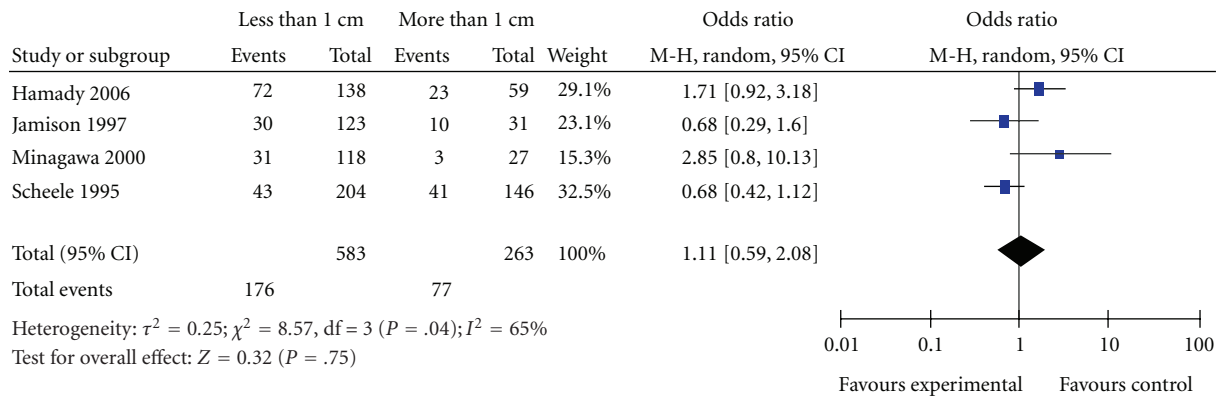 Less than 1 cm More than 1 cm Odds ratio Odds ratio
Study or subgroup Events Total Events Total Weight M-H, random, 95% CI M-H, random, 95% CI
Hamady 2006 72 138 23 59 29.1% 1.71 [0.92, 3.18]
Jamison 1997 30 123 10 31 23.1% 0.68 [0.29, 1.6]
Minagawa 2000 31 118 3 27 15.3% 2.85 [0.8, 10.13]
Scheele 1995 43 204 41 146 32.5% 0.68 [0.42, 1.12]
Total (95% CI) 583 263 100% 1.11 [0.59, 2.08]
Total events 176 77
Heterogeneity: τ² = 0.25; χ² = 8.57, df = 3 (P = .04); I² = 65%
Test for overall effect: Z = 0.32 (P = .75)
0.01 0.1 1 10 100
Favours experimental Favours control